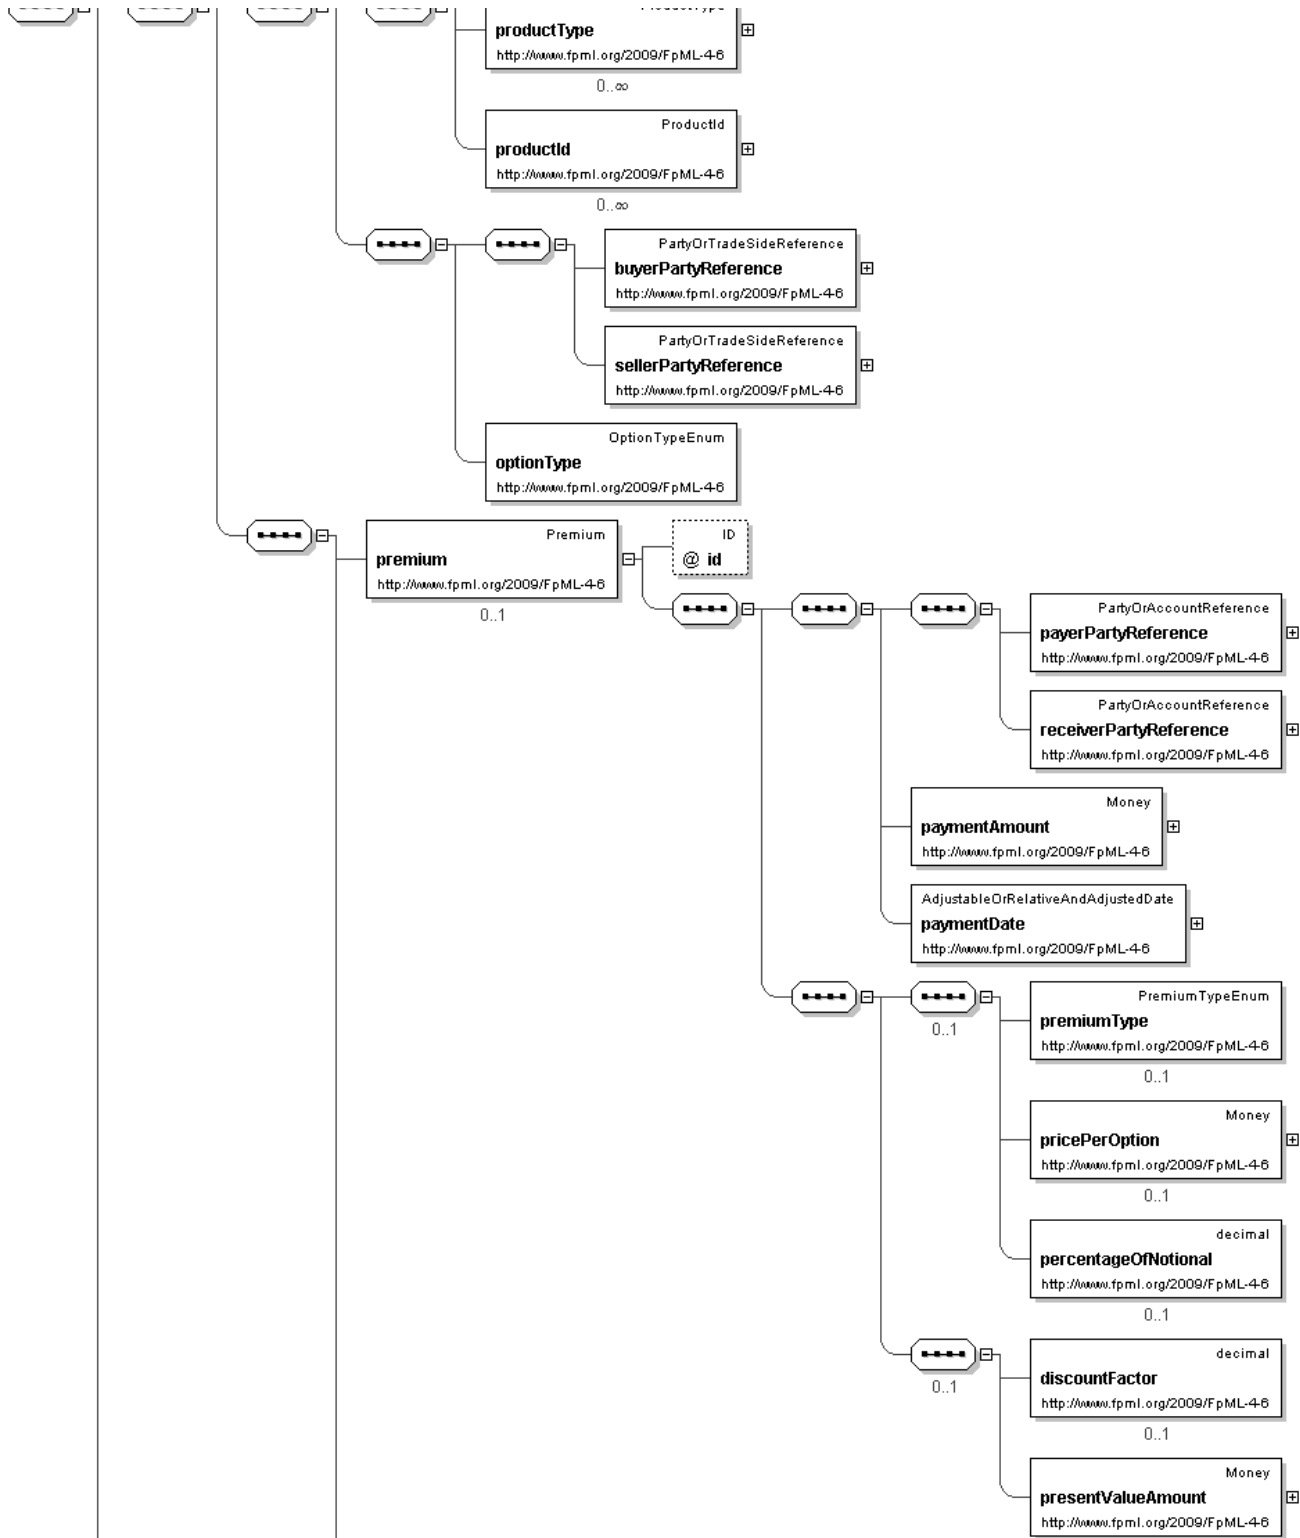 productType
http://www.fpml.org/2009/FpML-4-6
0..∞
ProductId
productId
http://www.fpml.org/2009/FpML-4-6
0..∞
PartyOrTradeSideReference
buyerPartyReference
http://www.fpml.org/2009/FpML-4-6
PartyOrTradeSideReference
sellerPartyReference
http://www.fpml.org/2009/FpML-4-6
OptionTypeEnum
optionType
http://www.fpml.org/2009/FpML-4-6
Premium
premium
http://www.fpml.org/2009/FpML-4-6
0..1
ID
@ id
PartyOrAccountReference
payerPartyReference
http://www.fpml.org/2009/FpML-4-6
PartyOrAccountReference
receiverPartyReference
http://www.fpml.org/2009/FpML-4-6
Money
paymentAmount
http://www.fpml.org/2009/FpML-4-6
AdjustableOrRelativeAndAdjustedDate
paymentDate
http://www.fpml.org/2009/FpML-4-6
0..1
PremiumTypeEnum
premiumType
http://www.fpml.org/2009/FpML-4-6
0..1
Money
pricePerOption
http://www.fpml.org/2009/FpML-4-6
0..1
decimal
percentageOfNotional
http://www.fpml.org/2009/FpML-4-6
0..1
0..1
decimal
discountFactor
http://www.fpml.org/2009/FpML-4-6
0..1
Money
presentValueAmount
http://www.fpml.org/2009/FpML-4-6